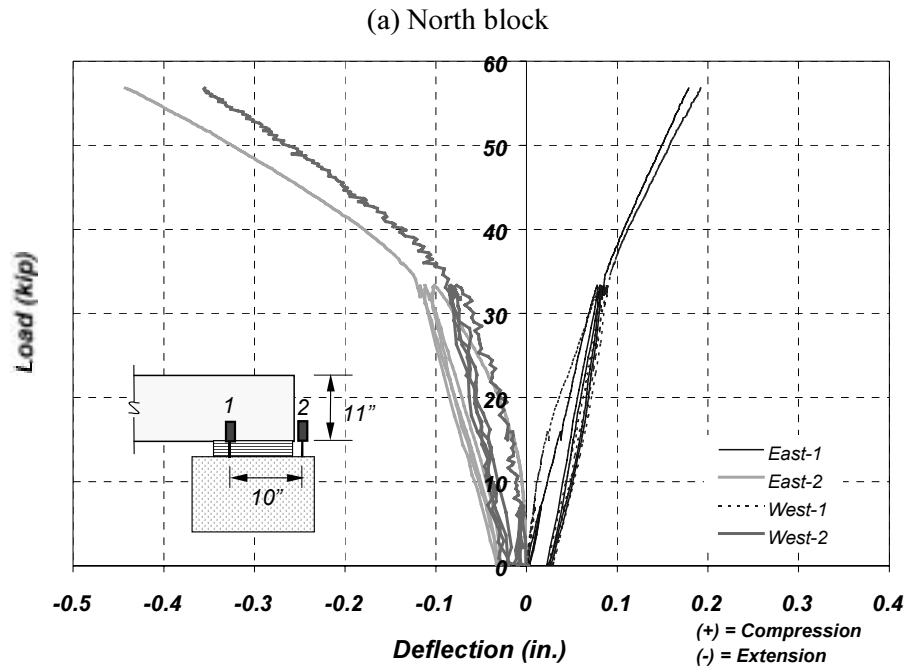 (a) North block
60
50
40
30
20
10
0
Load (kip)
-0.5 -0.4 -0.3 -0.2 -0.1 0 0.1 0.2 0.3 0.4
Deflection (in.)
(+) = Compression
(-) = Extension
1 2
11”
10”
East-1
East-2
West-1
West-2